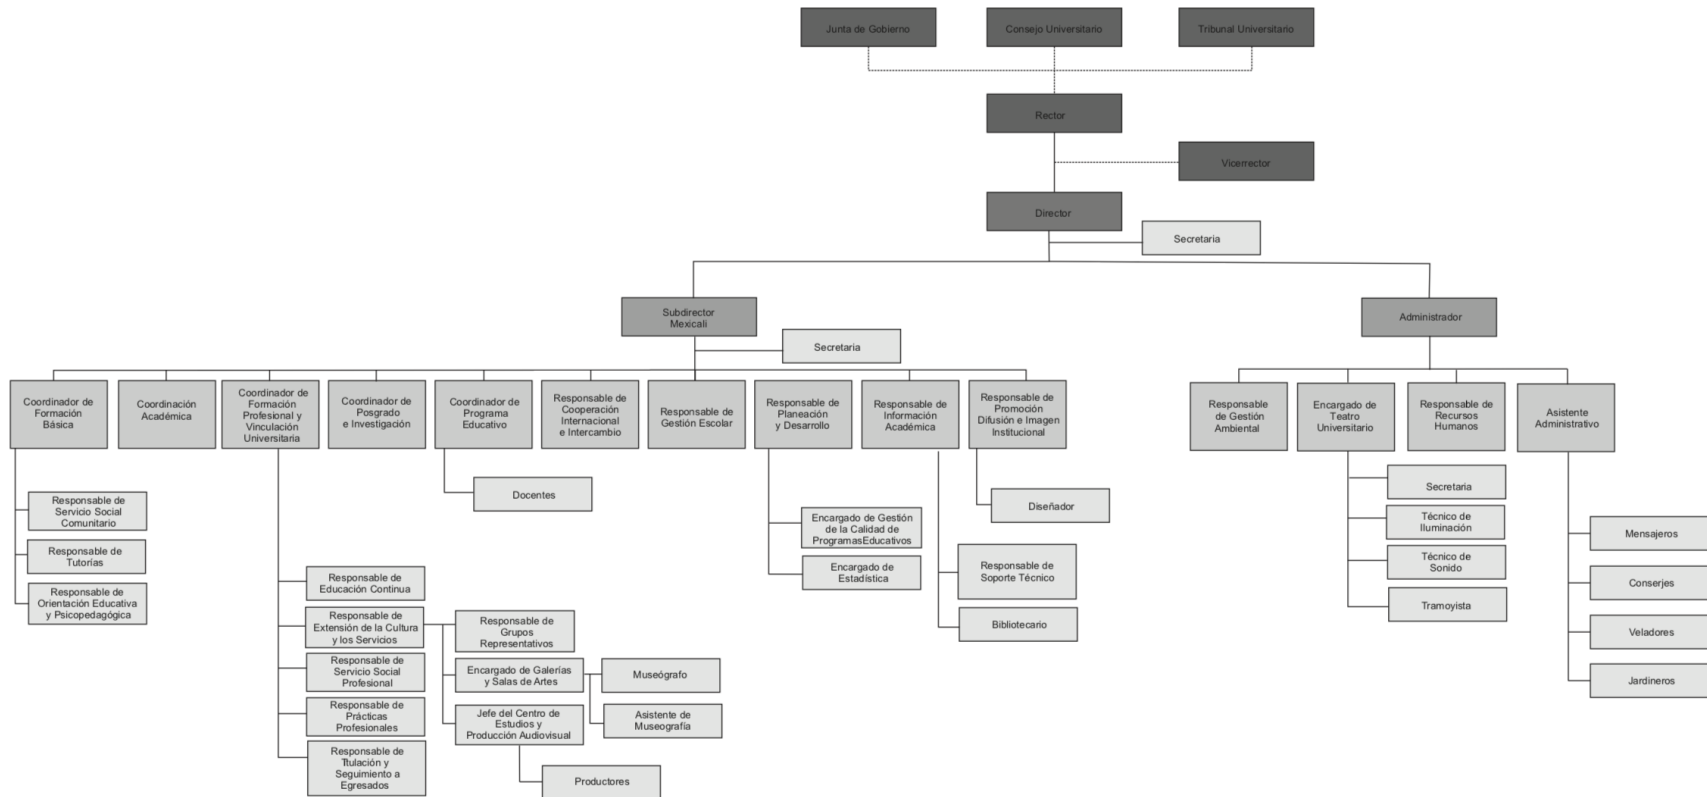 Junta de Gobierno
Consejo Universitario
Tribunal Universitario
Rector
Vicerrector
Director
Secretaria
Subdirector
Mexicali
Administrador
Secretaria
Coordinador de
Formación
Básica
Coordinación
Académica
Coordinador de
Formación
Profesional y
Vinculación
Universitaria
Coordinador de
Posgrado
e Investigación
Coordinador de
Programa
Educativo
Responsable de
Cooperación
Internacional
e Intercambio
Responsable de
Gestión Escolar
Responsable de
Planeación
y Desarrollo
Responsable de
Información
Académica
Responsable de
Promoción
Difusión e Imagen
Institucional
Responsable
de Gestión
Ambiental
Encargado de
Teatro
Universitario
Responsable de
Recursos
Humanos
Asistente
Administrativo
Responsable de
Servicio Social
Comunitario
Responsable de
Tutorías
Responsable de
Orientación Educativa
y Psicopedagógica
Responsable de
Educación Continua
Responsable de
Extensión de la Cultura
y los Servicios
Responsable de
Servicio Social
Profesional
Responsable de
Prácticas
Profesionales
Responsable de
Titulación y
Seguimiento a
Egresados
Responsable de
Grupos
Representativos
Encargado de Galerías
y Salas de Artes
Jefe del Centro de
Estudios y
Producción Audiovisual
Museógrafo
Asistente de
Museografía
Productores
Docentes
Encargado de Gestión
de la Calidad de
ProgramasEducativos
Encargado de
Estadística
Responsable de
Soporte Técnico
Bibliotecario
Diseñador
Secretaria
Técnico de
Iluminación
Técnico de
Sonido
Tramoyista
Mensajeros
Conserjes
Veladores
Jardineros